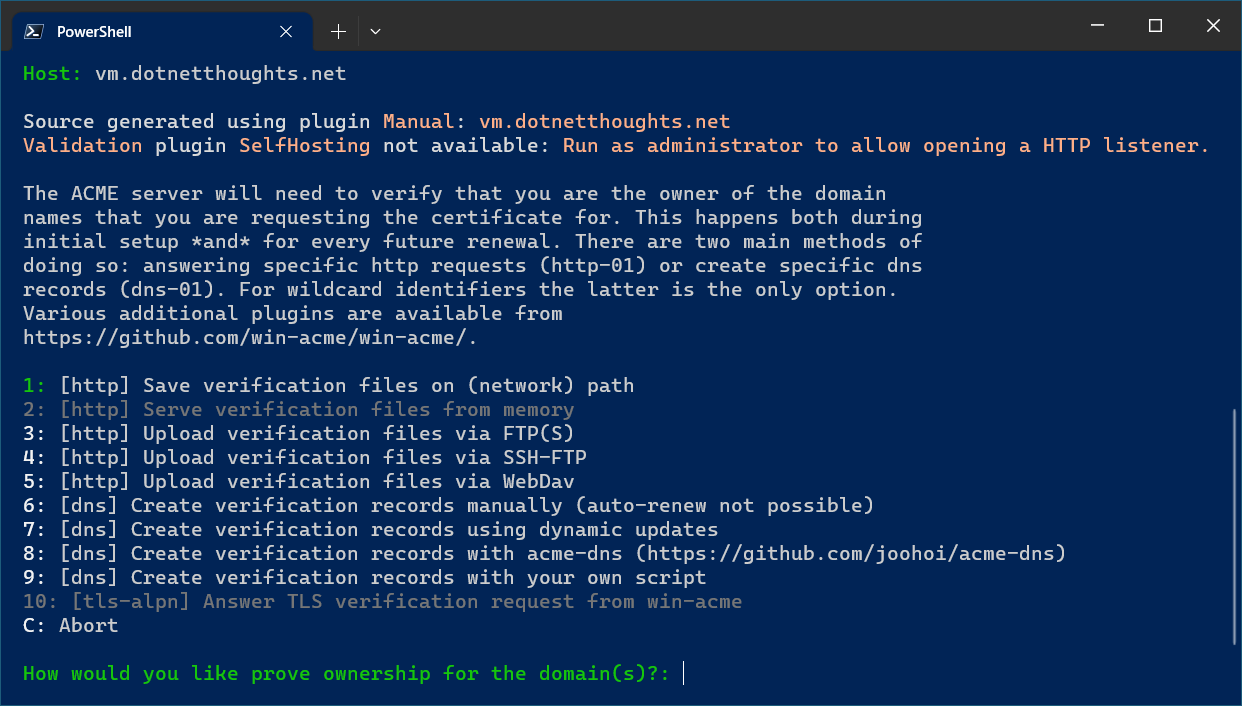 PowerShell
Host: vm.dotnetthoughts.net
Source generated using plugin Manual: vm.dotnetthoughts.net
Validation plugin SelfHosting not available: Run as administrator to allow opening a HTTP listener.
The ACME server will need to verify that you are the owner of the domain
names that you are requesting the certificate for. This happens both during
initial setup *and* for every future renewal. There are two main methods of
doing so: answering specific http requests (http-01) or create specific dns
records (dns-01). For wildcard identifiers the latter is the only option.
Various additional plugins are available from
https://github.com/win-acme/win-acme/.
1: [http] Save verification files on (network) path
2: [http] Serve verification files from memory
3: [http] Upload verification files via FTP(S)
4: [http] Upload verification files via SSH-FTP
5: [http] Upload verification files via WebDav
6: [dns] Create verification records manually (auto-renew not possible)
7: [dns] Create verification records using dynamic updates
8: [dns] Create verification records with acme-dns (https://github.com/joohoi/acme-dns)
9: [dns] Create verification records with your own script
10: [tls-alpn] Answer TLS verification request from win-acme
C: Abort
How would you like prove ownership for the domain(s)?: